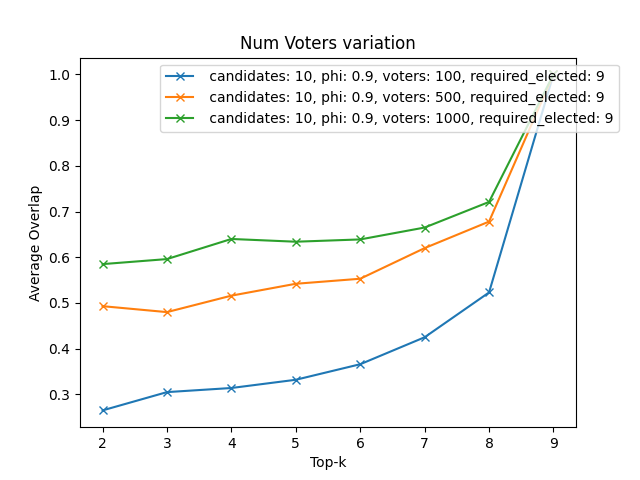 Num Voters variation
candidates: 10, phi: 0.9, voters: 100, required_elected: 9
candidates: 10, phi: 0.9, voters: 500, required_elected: 9
candidates: 10, phi: 0.9, voters: 1000, required_elected: 9
Average Overlap
1.0
0.9
0.8
0.7
0.6
0.5
0.4
0.3
2 3 4 5 6 7 8 9
Top-k